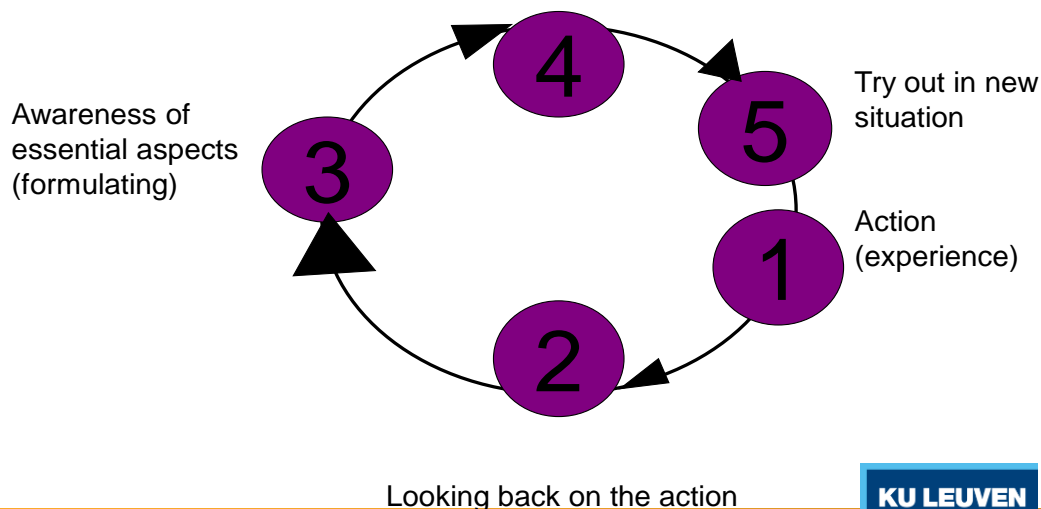 4
Try out in new
situation
5
Awareness of
essential aspects
(formulating)
3
Action
(experience)
1
2
Looking back on the action
KU LEUVEN